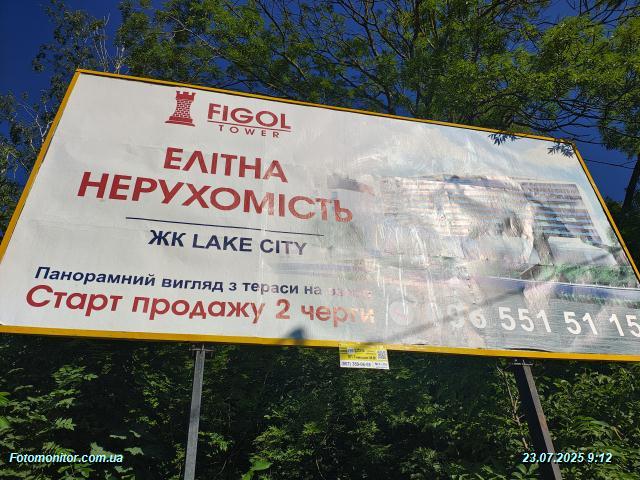 FIGOL
TOWER
ЕЛІТНА
НЕРУХОМІСТЬ
ЖК LAKE CITY
Панорамний вигляд з тераси на
Старт продажу 2 черги
96 551 51 15
Fotomonitor.com.ua
23.07.2025 9:12